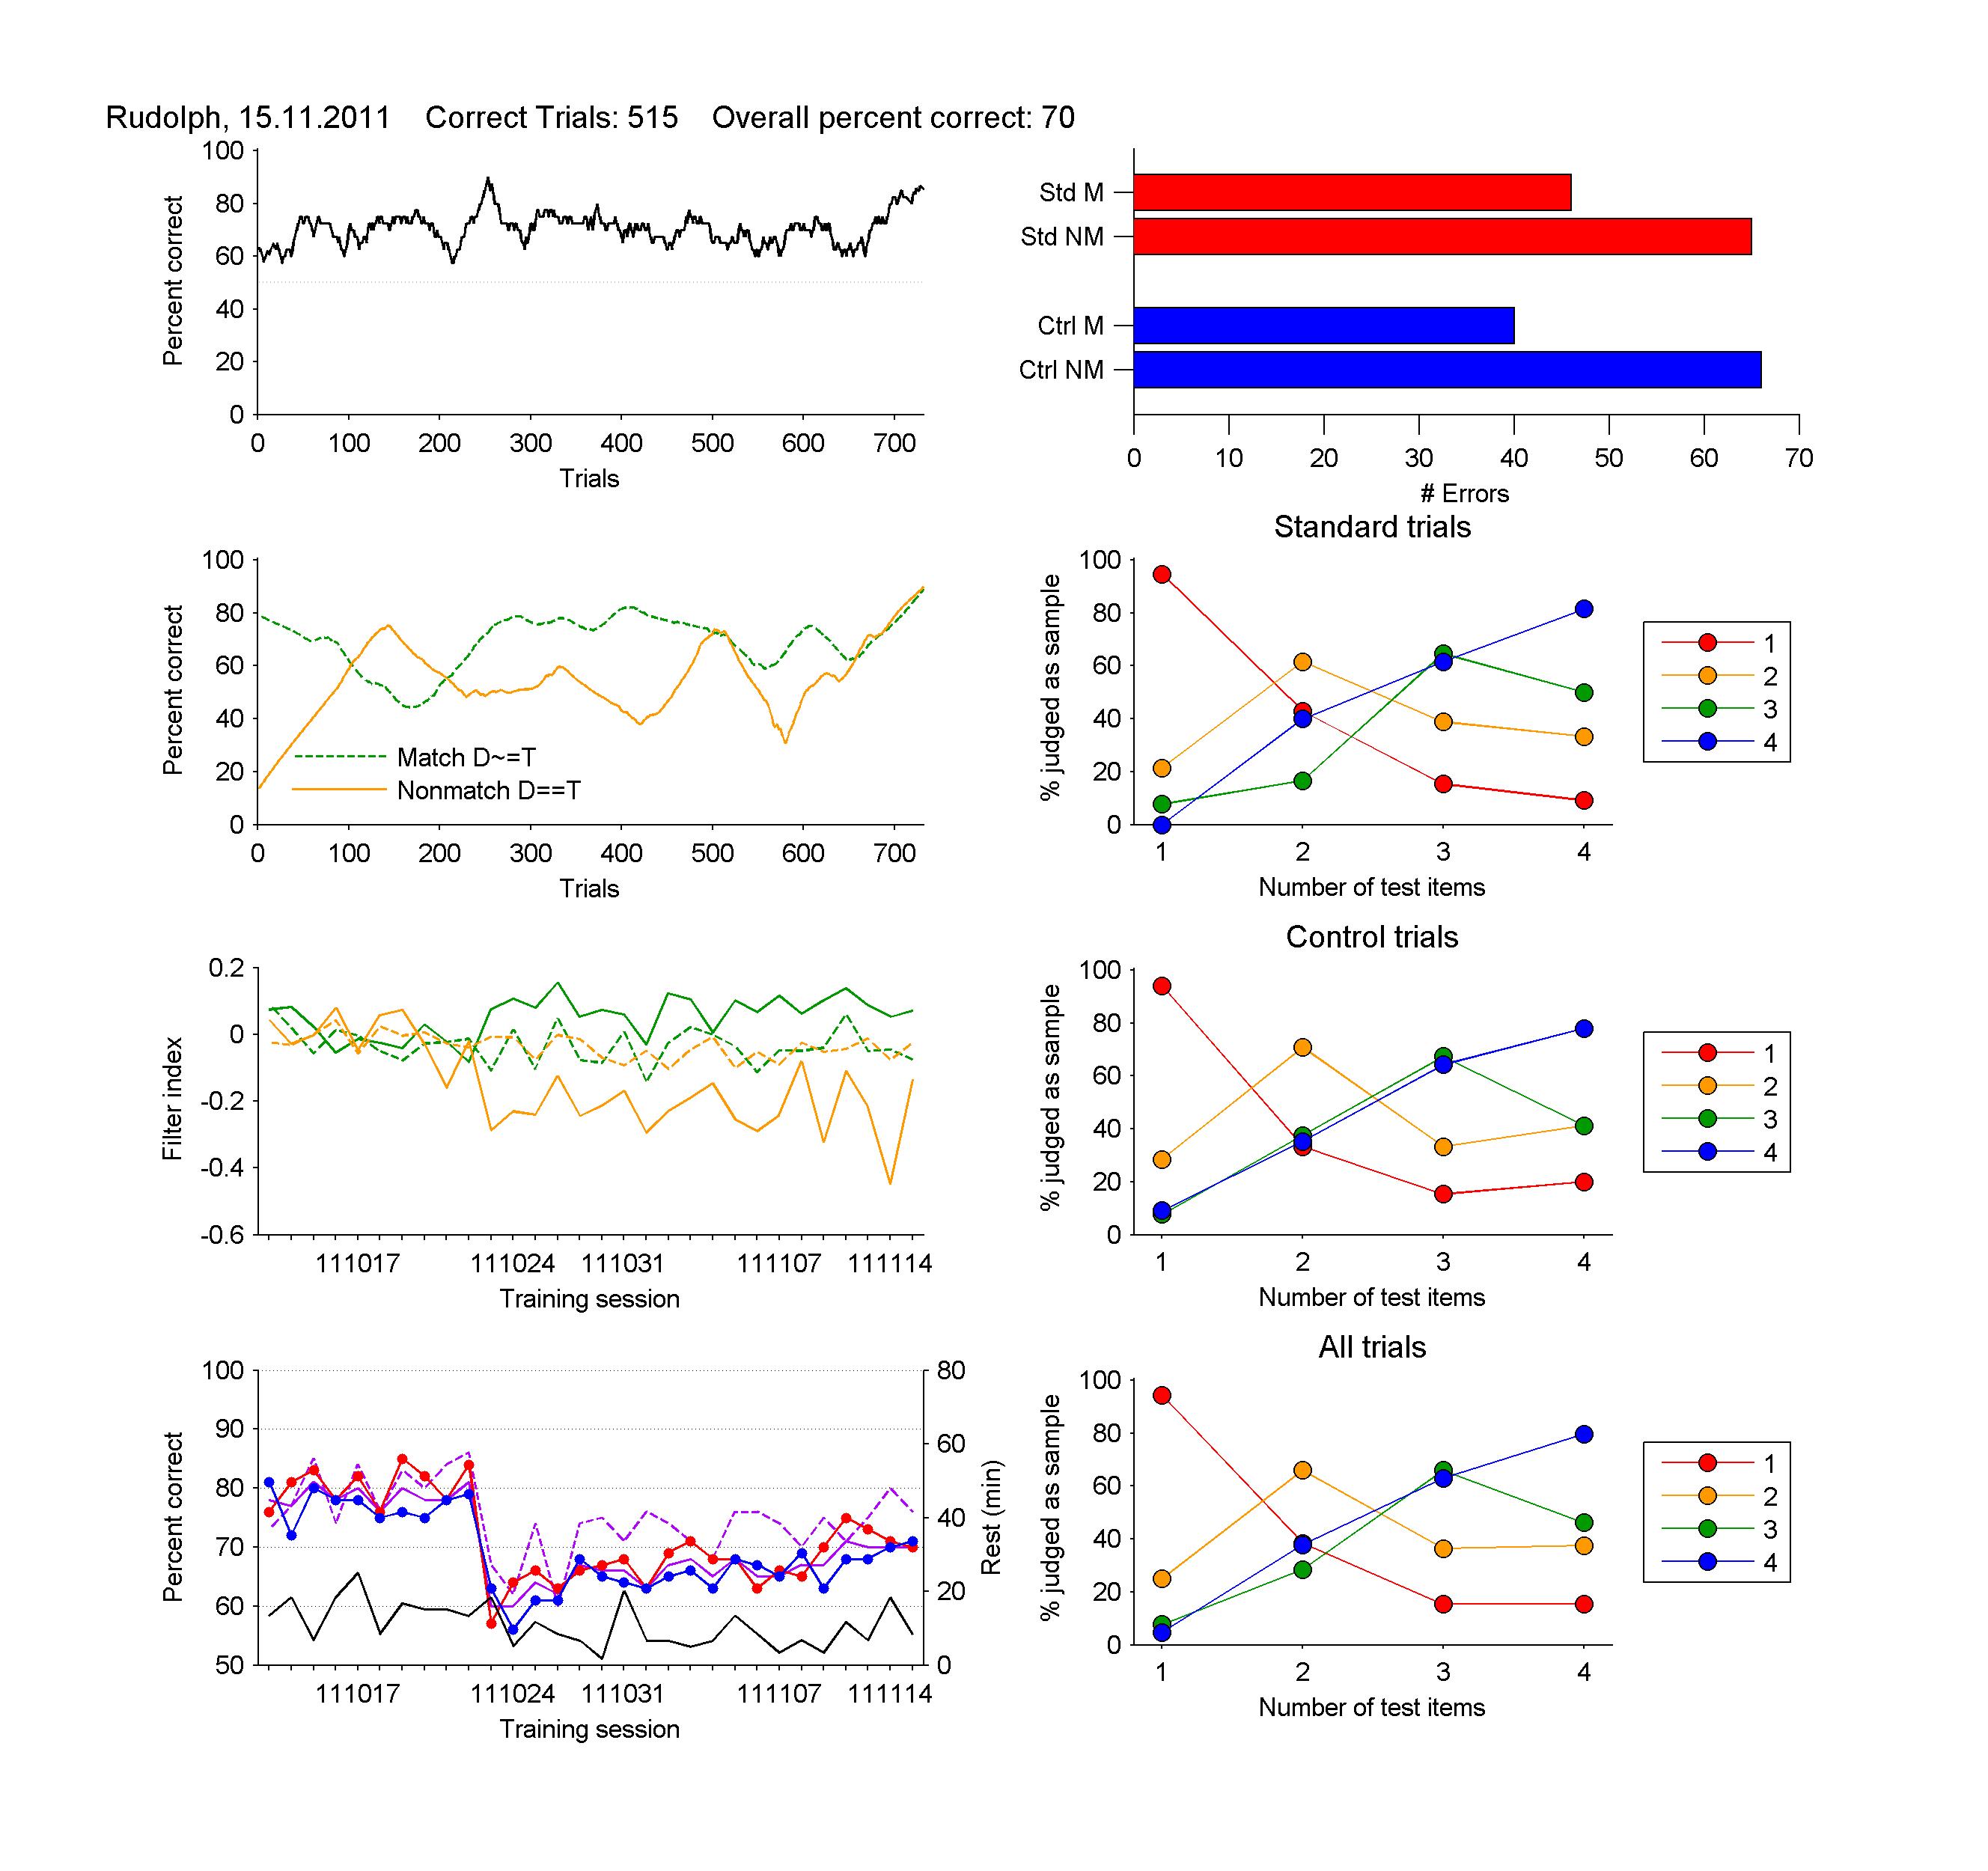 Rudolph, 15.11.2011 Correct Trials: 515 Overall percent correct: 70
100
80
60
40
20
0
Percent correct
0 100 200 300 400 500 600 700
Trials
Std M
Std NM
Ctrl M
Ctrl NM
0 10 20 30 40 50 60 70
# Errors
100
80
60
40
20
0
Percent correct
Match D~=T
Nonmatch D==T
0 100 200 300 400 500 600 700
Trials
Standard trials
100
80
60
40
20
0
% judged as sample
1 2 3 4
Number of test items
1
2
3
4
0.2
0
-0.2
-0.4
-0.6
Filter index
111017 111024 111031 111107 111114
Training session
Control trials
100
80
60
40
20
0
% judged as sample
1 2 3 4
Number of test items
1
2
3
4
100
90
80
70
60
50
Percent correct
80
60
40
20
0
Rest (min)
111017 111024 111031 111107 111114
Training session
All trials
100
80
60
40
20
0
% judged as sample
1 2 3 4
Number of test items
1
2
3
4